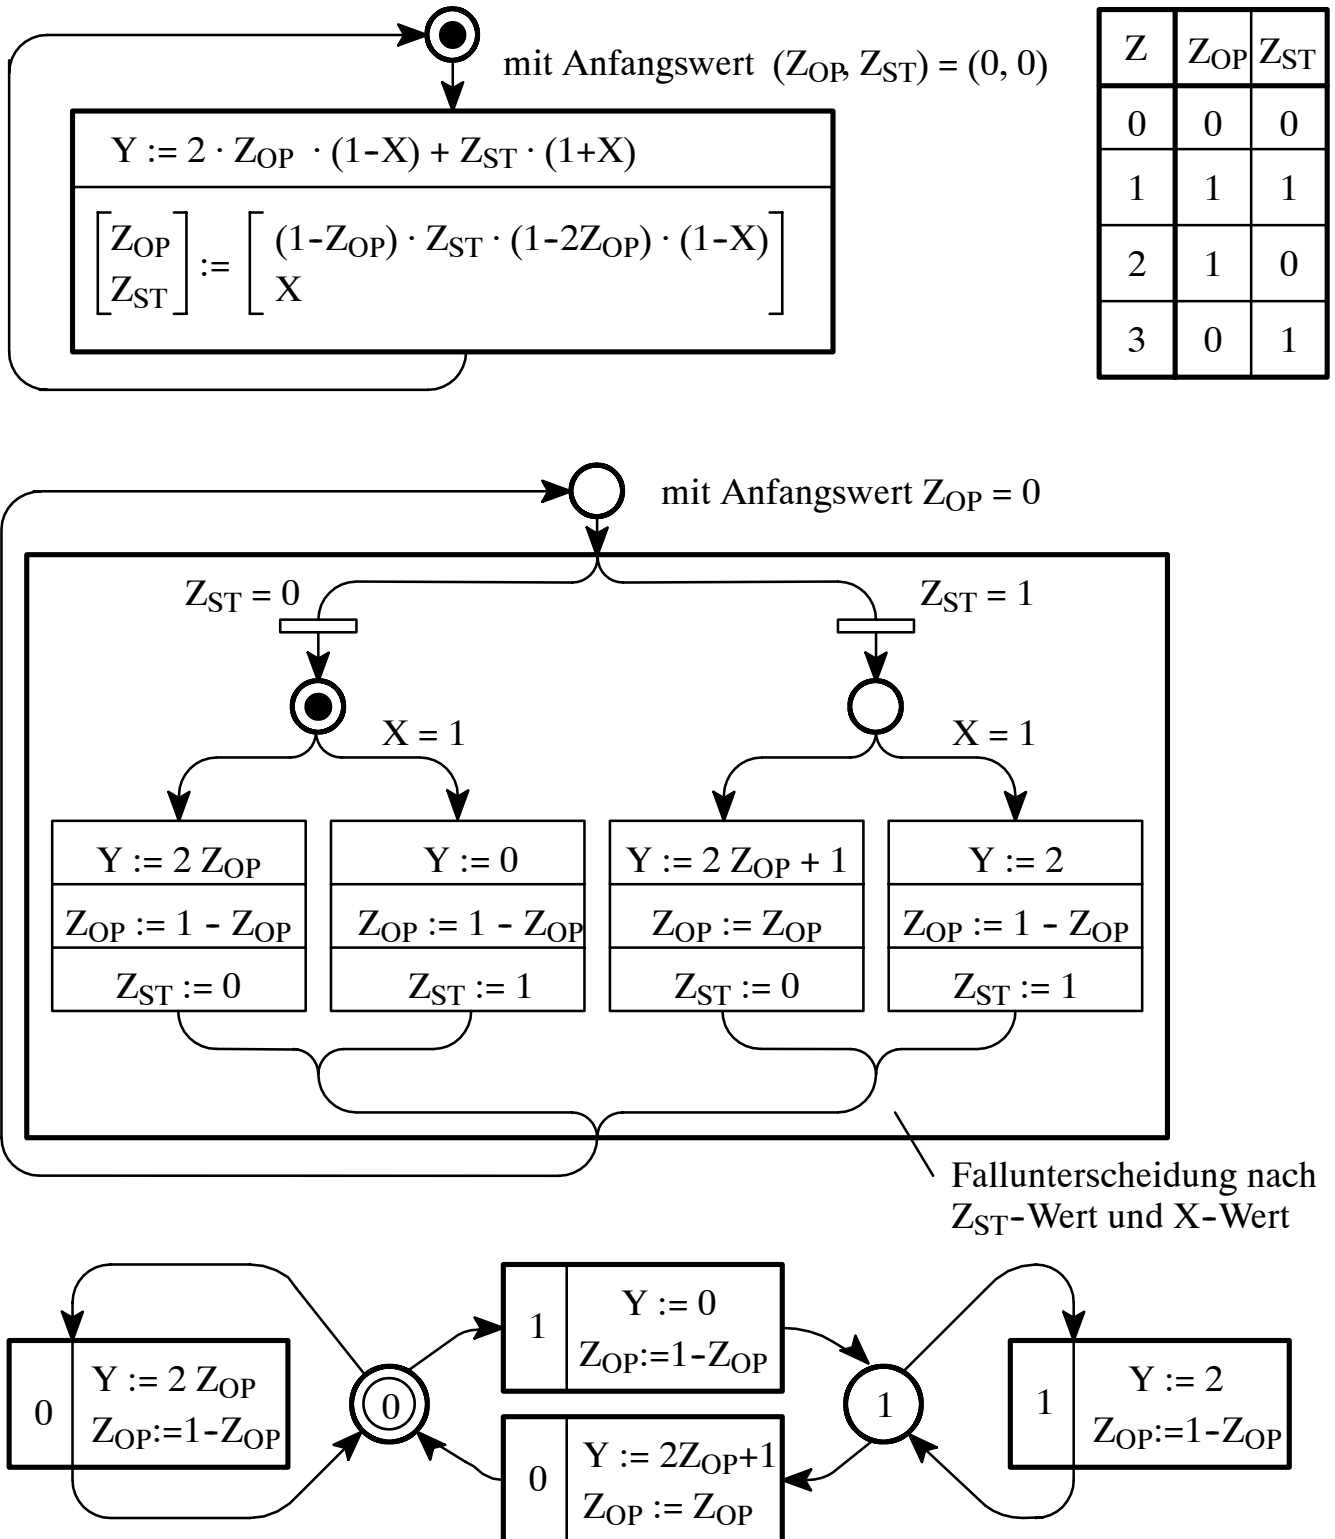 mit Anfangswert (Z_OP, Z_ST) = (0, 0)
Z Z_OP Z_ST
0 0 0
1 1 1
2 1 0
3 0 1
Y := 2 · Z_OP · (1-X) + Z_ST · (1+X)
[Z_OP Z_ST] := [(1-Z_OP) · Z_ST · (1-2Z_OP) · (1-X)
X]
mit Anfangswert Z_OP = 0
Z_ST = 0
Z_ST = 1
X = 1
X = 1
Y := 2 Z_OP
Z_OP := 1 - Z_OP
Z_ST := 0
Y := 0
Z_OP := 1 - Z_OP
Z_ST := 1
Y := 2 Z_OP + 1
Z_OP := Z_OP
Z_ST := 0
Y := 2
Z_OP := 1 - Z_OP
Z_ST := 1
Fallunterscheidung nach
Z_ST-Wert und X-Wert
0
Y := 2 Z_OP
Z_OP:=1-Z_OP
0
1
Y := 0
Z_OP:=1-Z_OP
0
Y := 2Z_OP+1
Z_OP := Z_OP
1
1
Y := 2
Z_OP:=1-Z_OP